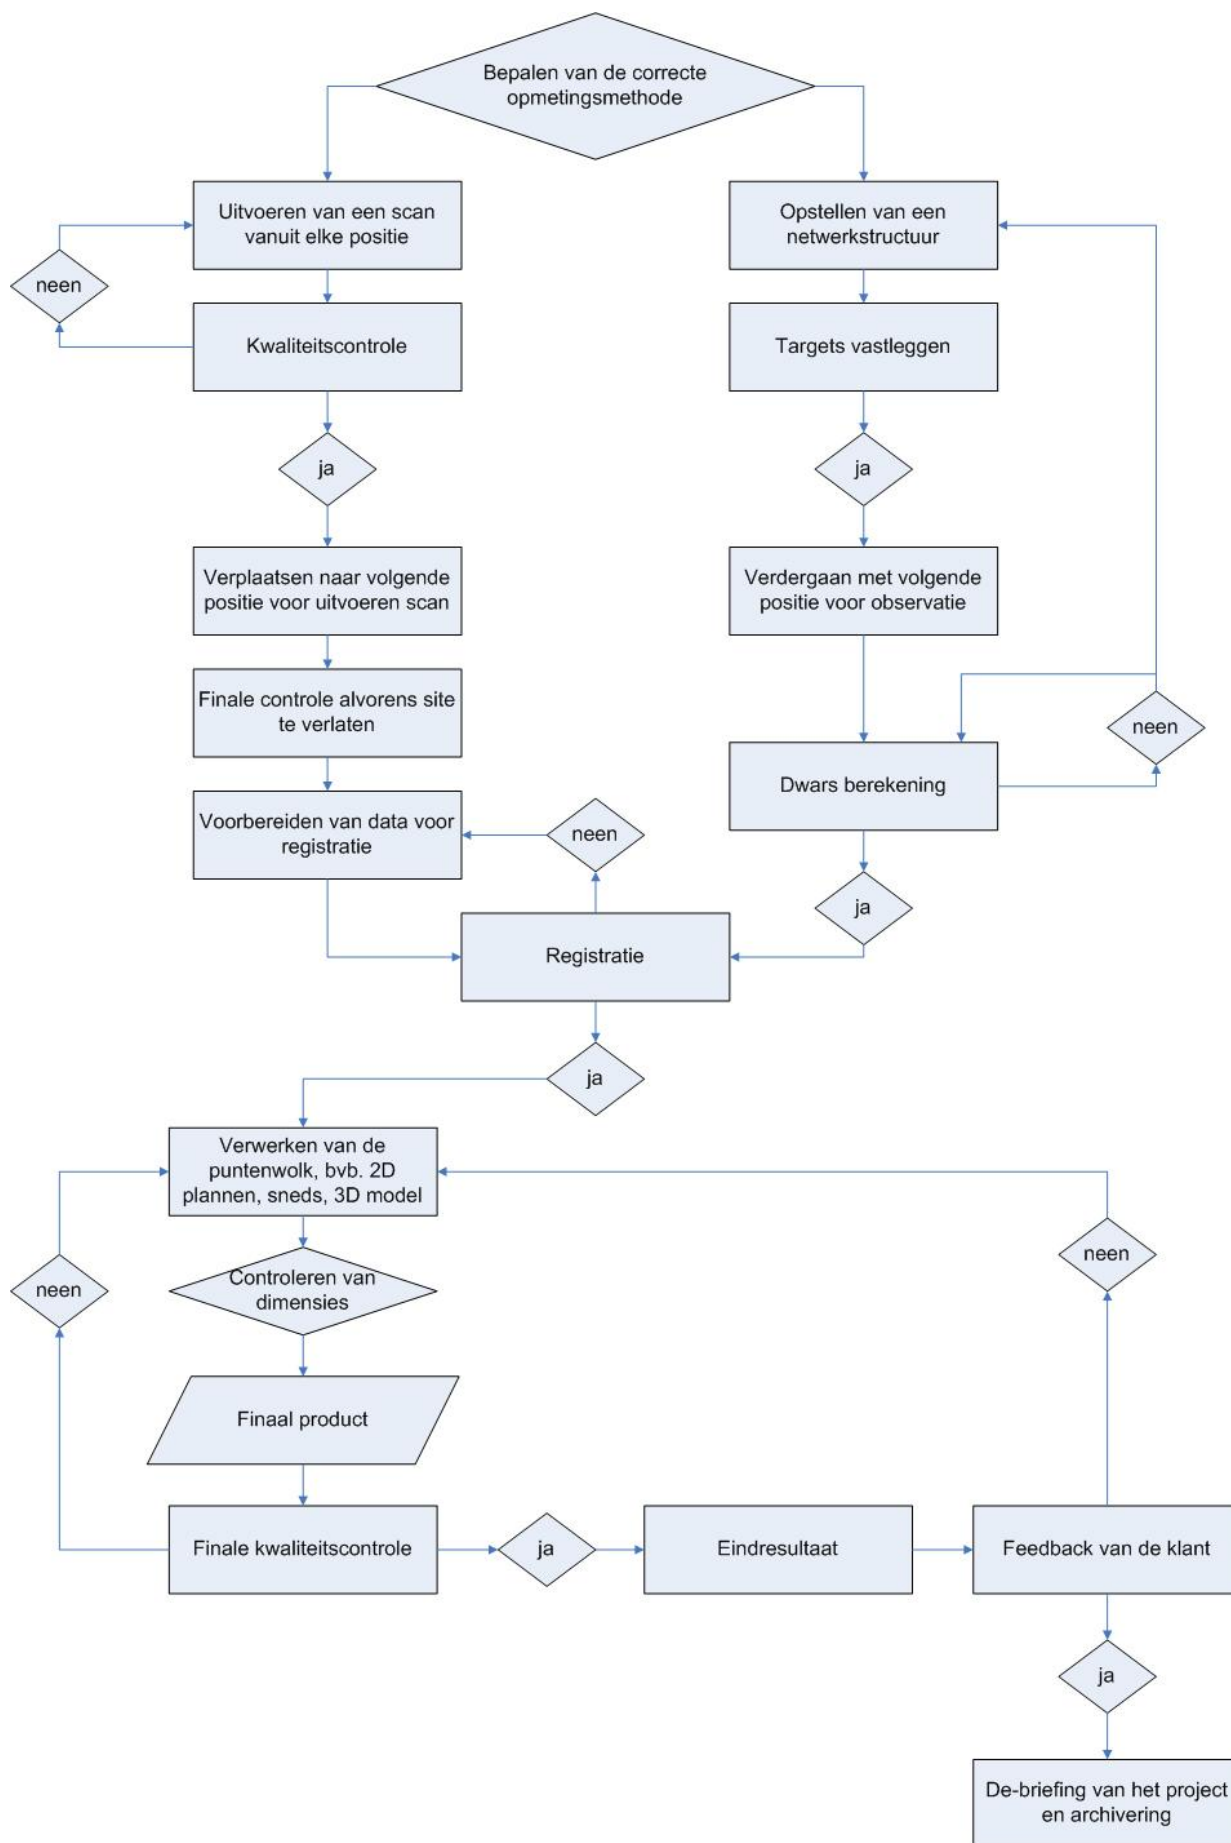 Bepalen van de correcte
opmetingsmethode
Uitvoeren van een scan
vanuit elke positie
Opstellen van een
netwerkstructuur
neen
Kwaliteitscontrole
Targets vastleggen
ja
ja
Verplaatsen naar volgende
positie voor uitvoeren scan
Verdergaan met volgende
positie voor observatie
Finale controle alvorens site
te verlaten
neen
Dwars berekening
Voorbereiden van data voor
registratie
neen
ja
Registratie
ja
Verwerken van de
puntenwolk, bvb. 2D
plannen, sneds, 3D model
neen
neen
Controleren van
dimensies
Finaal product
Finale kwaliteitscontrole
ja
Eindresultaat
Feedback van de klant
ja
De-briefing van het project
en archivering